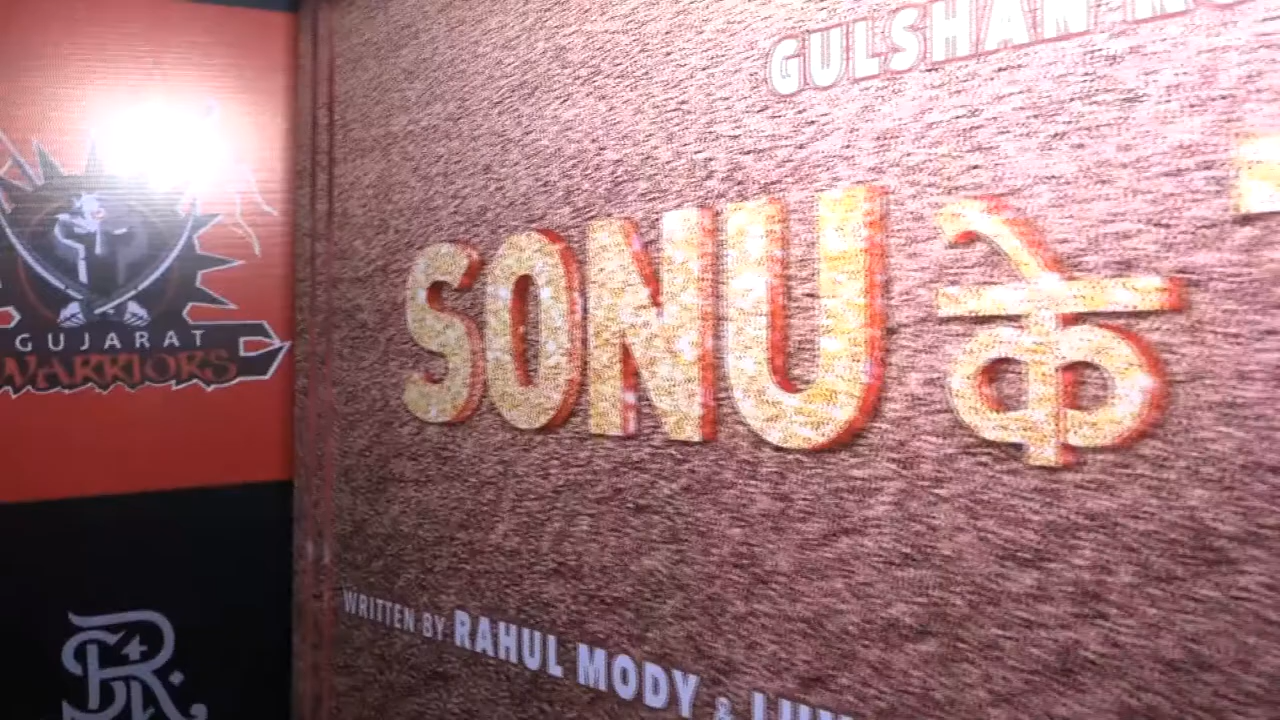 GULSHAN
SONU के
GUJARAT
WARRIORS
WRITTEN BY RAHUL MODY &